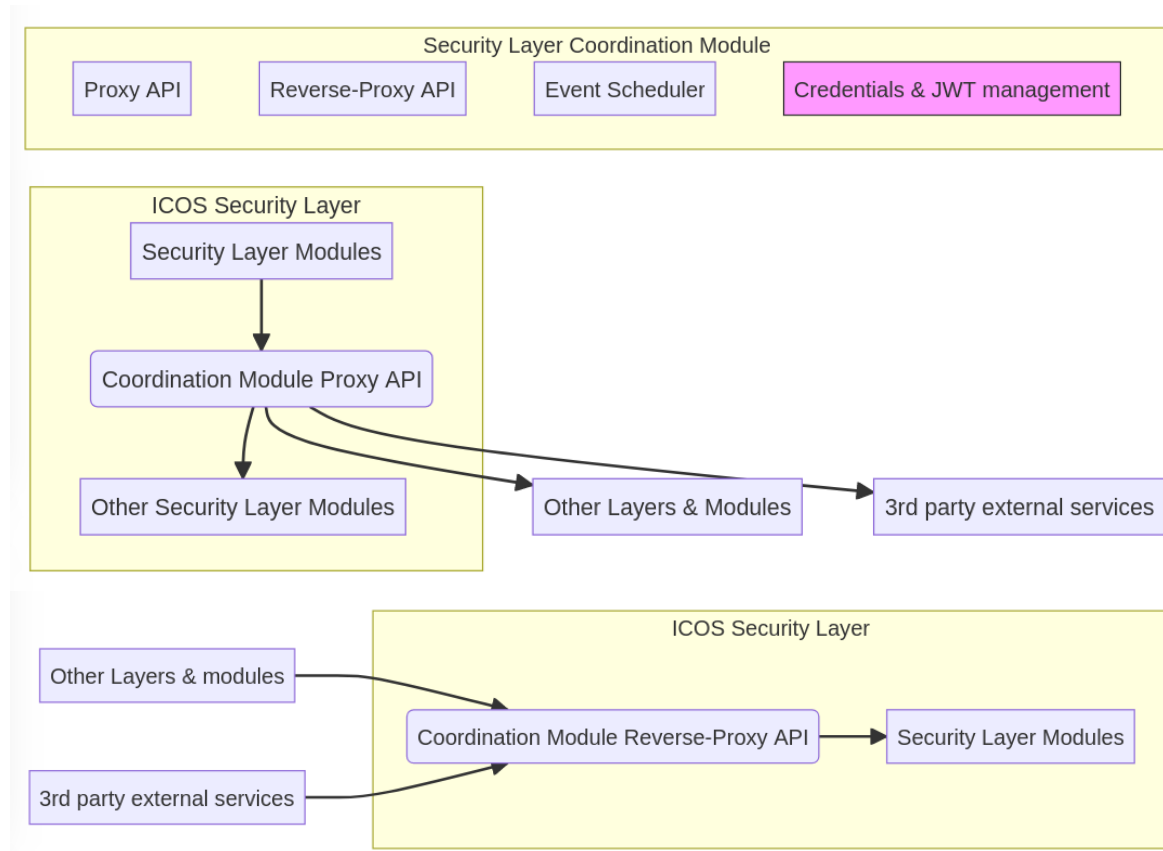 Security Layer Coordination Module
Proxy API
Reverse-Proxy API
Event Scheduler
Credentials & JWT management
ICOS Security Layer
Security Layer Modules
Coordination Module Proxy API
Other Security Layer Modules
Other Layers & Modules
3rd party external services
ICOS Security Layer
Other Layers & modules
Coordination Module Reverse-Proxy API
Security Layer Modules
3rd party external services